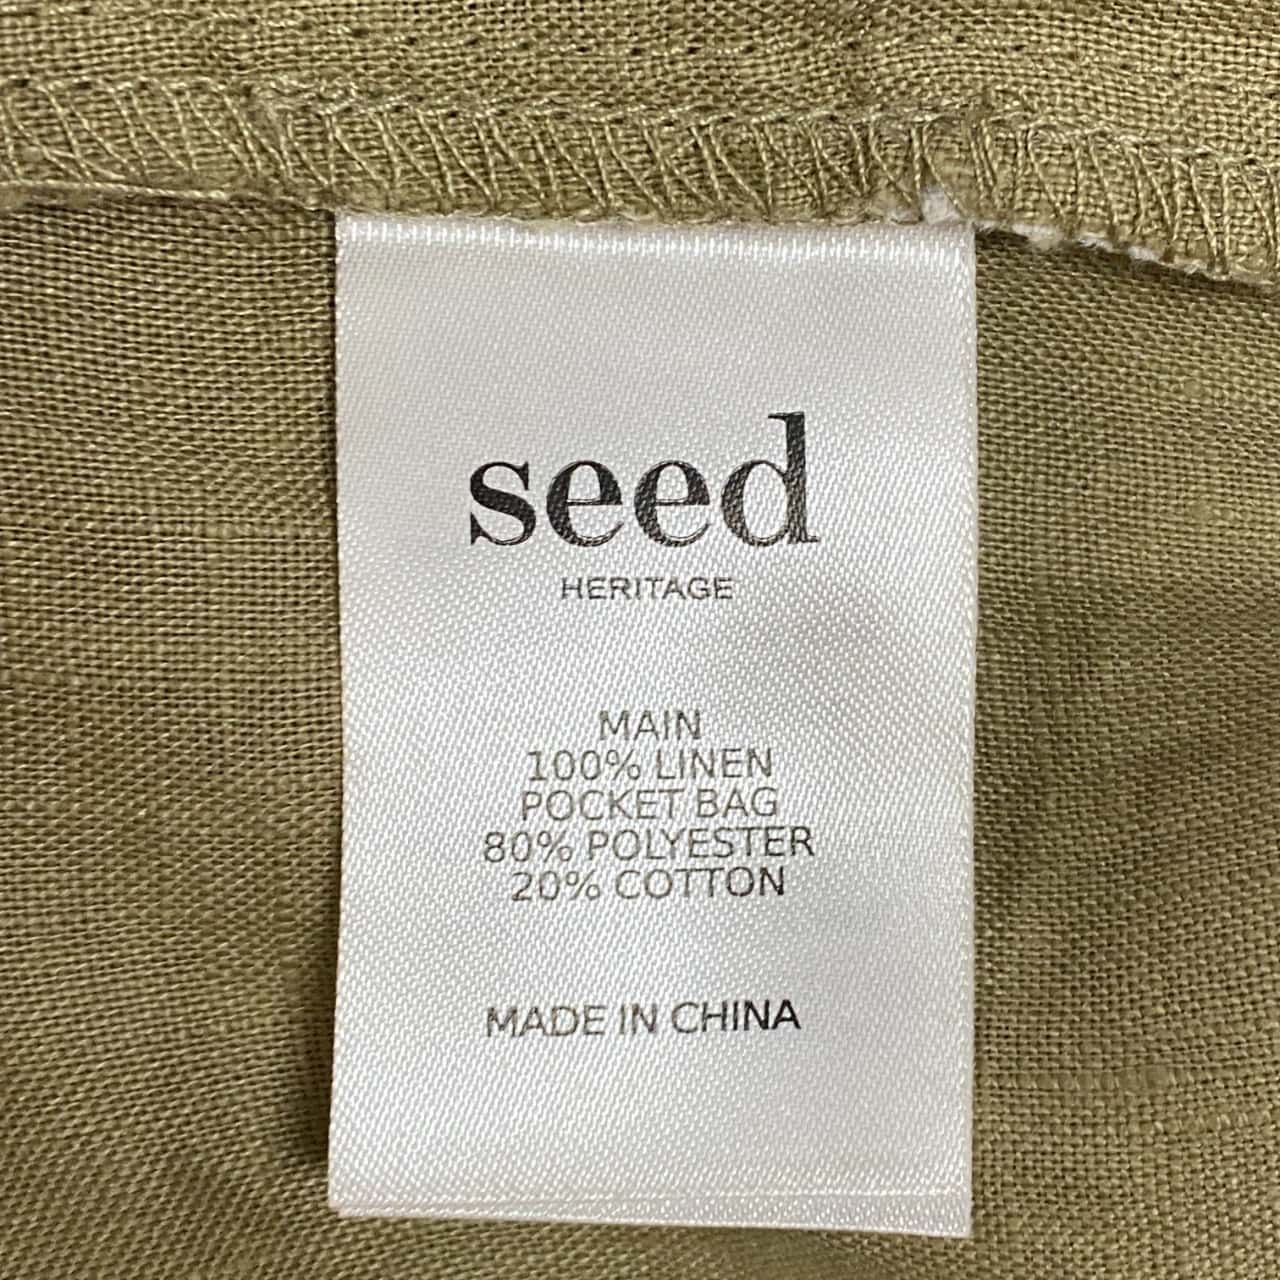 seed
HERITAGE
MAIN
100% LINEN
POCKET BAG
80% POLYESTER
20% COTTON
MADE IN CHINA